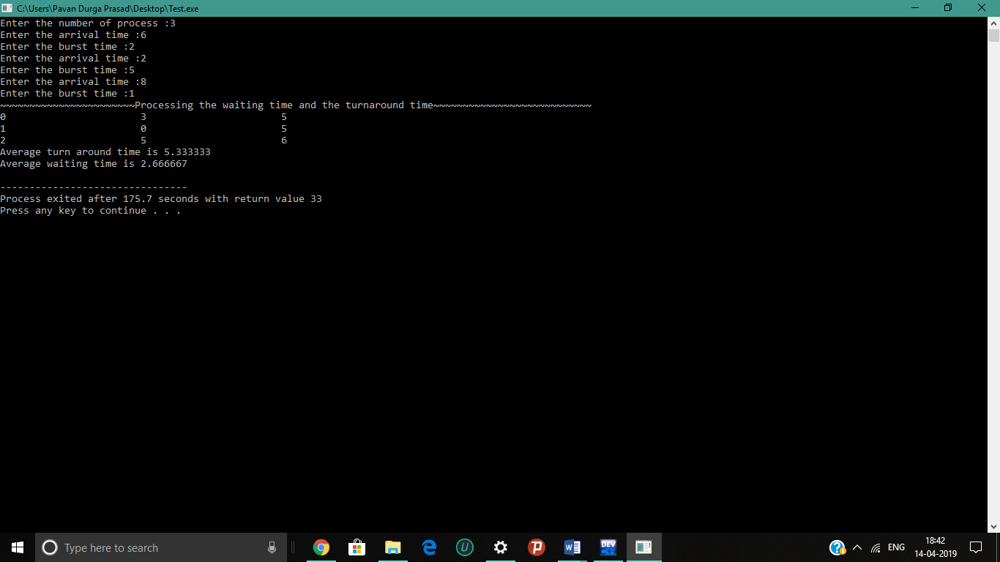 C:\Users\Pavan Durga Prasad\Desktop\Test.exe
Enter the number of process :3
Enter the arrival time :6
Enter the burst time :2
Enter the arrival time :2
Enter the burst time :5
Enter the arrival time :8
Enter the burst time :1
~~~~~~~~~~~~~~~~~~~~~~~Processing the waiting time and the turnaround time~~~~~~~~~~~~~~~~~~~~~~~~~~~
0 3 5
1 0 5
2 5 6
Average turn around time is 5.333333
Average waiting time is 2.666667
--------------------------------
Process exited after 175.7 seconds with return value 33
Press any key to continue . . .
Type here to search
DEV
ENG
18:42
14-04-2019